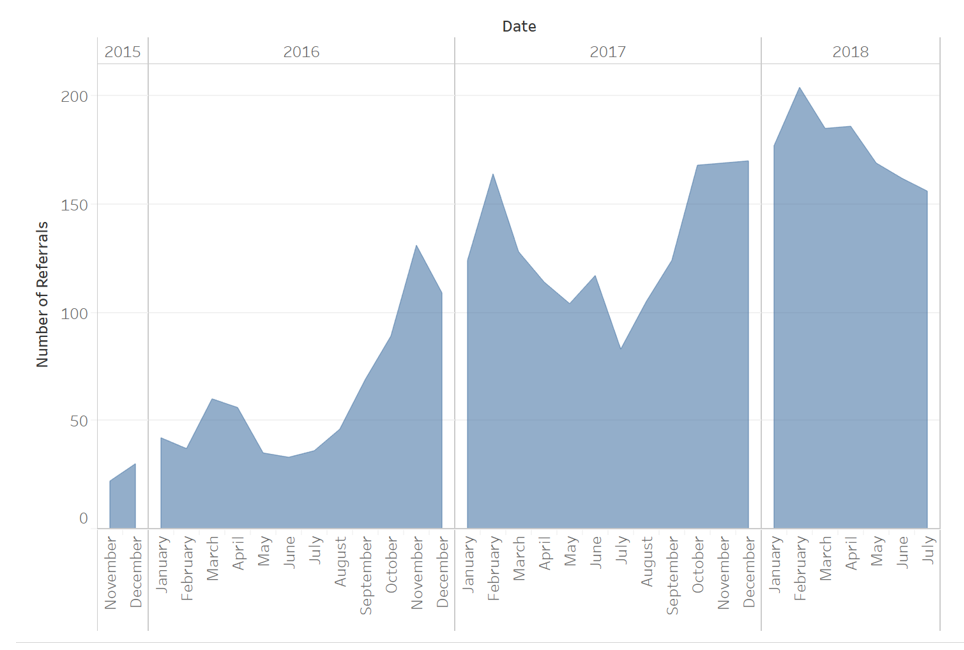 Date
2015 2016 2017 2018
Number of Referrals
200
150
100
50
0
November
December
January
February
March
April
May
June
July
August
September
October
November
December
January
February
March
April
May
June
July
August
September
October
November
December
January
February
March
April
May
June
July